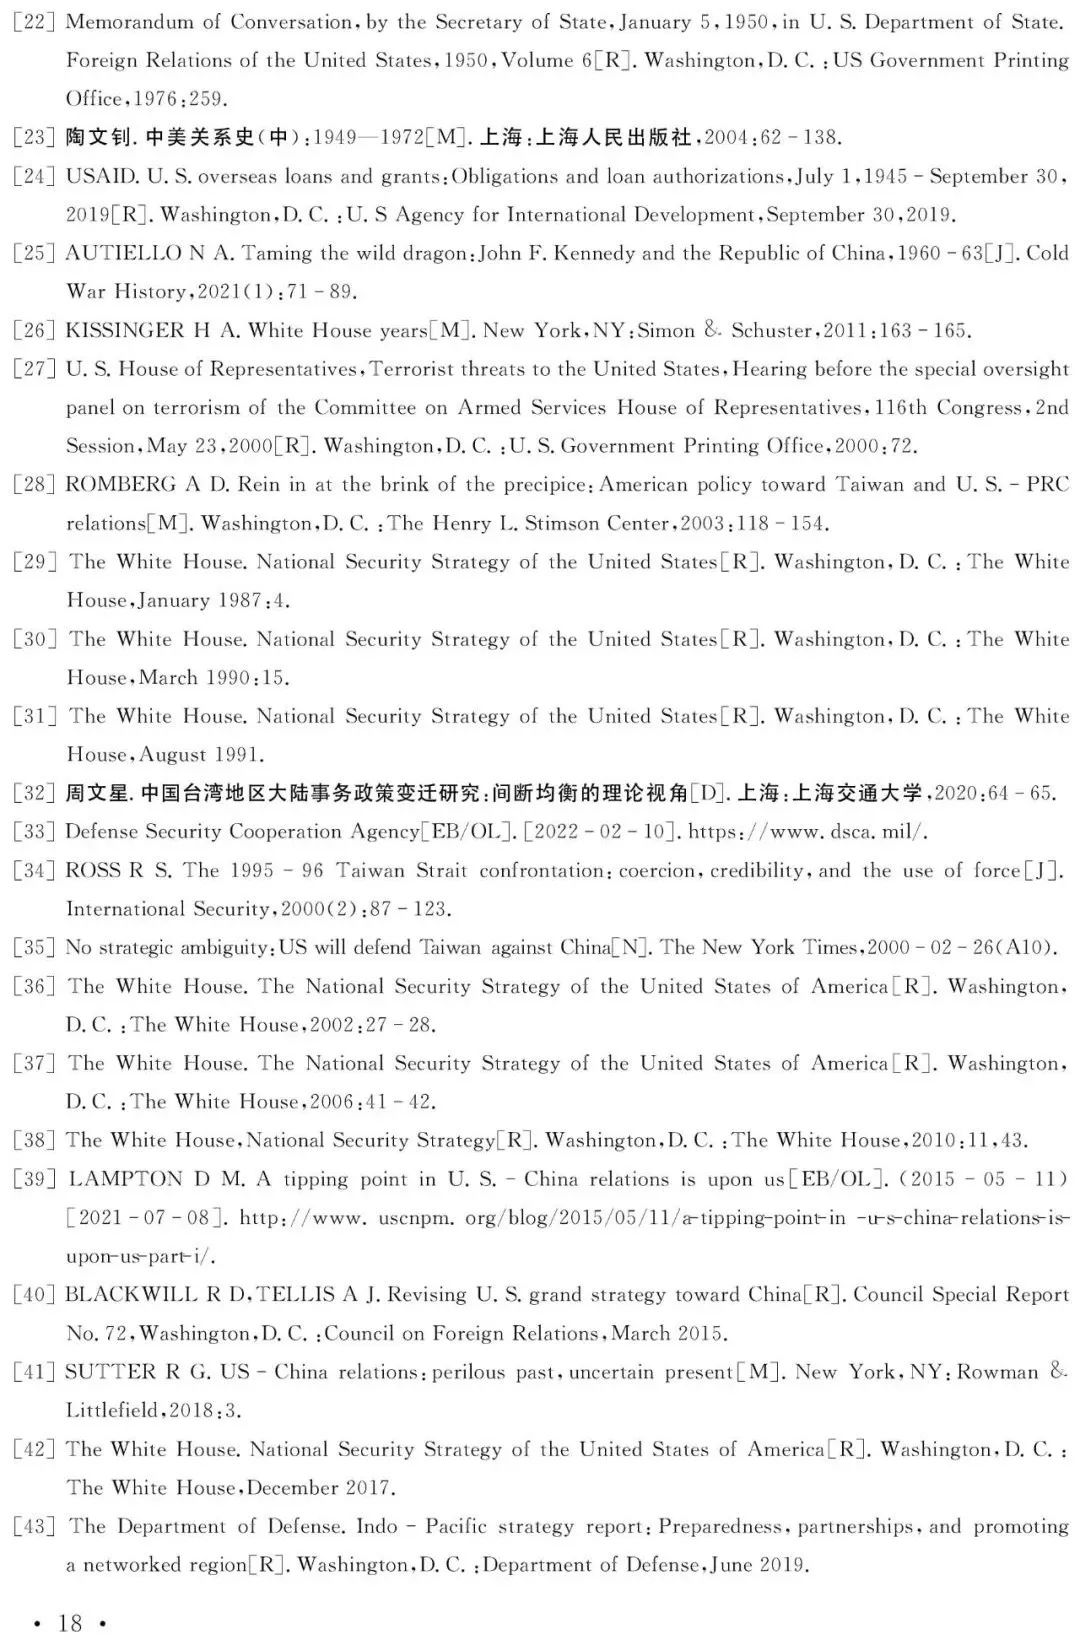 [22] Memorandum of Conversation,by the Secretary of State,January 5,1950,in U. S. Department of State.
Foreign Relations of the United States,1950,Volume 6[R]. Washington,D. C. :US Government Printing
Office,1976:259.
[23] 陶文钊. 中美关系史(中):1949—1972[M]. 上海:上海人民出版社,2004:62-138.
[24] USAID. U. S. overseas loans and grants:Obligations and loan authorizations,July 1,1945-September 30,
2019[R]. Washington,D. C. :U. S Agency for International Development,September 30,2019.
[25] AUTIELLO N A. Taming the wild dragon:John F. Kennedy and the Republic of China,1960-63[J]. Cold
War History,2021(1):71-89.
[26] KISSINGER H A. White House years[M]. New York,NY:Simon & Schuster,2011:163-165.
[27] U. S. House of Representatives,Terrorist threats to the United States,Hearing before the special oversight
panel on terrorism of the Committee on Armed Services House of Representatives,116th Congress,2nd
Session,May 23,2000[R]. Washington,D. C. :U. S. Government Printing Office,2000:72.
[28] ROMBERG A D. Rein in at the brink of the precipice:American policy toward Taiwan and U. S. - PRC
relations[M]. Washington,D. C. :The Henry L. Stimson Center,2003:118-154.
[29] The White House. National Security Strategy of the United States[R]. Washington,D. C. : The White
House,January 1987:4.
[30] The White House. National Security Strategy of the United States[R]. Washington,D. C. : The White
House,March 1990:15.
[31] The White House. National Security Strategy of the United States[R]. Washington,D. C. : The White
House,August 1991.
[32] 周文星. 中国台湾地区大陆事务政策变迁研究:间断均衡的理论视角[D]. 上海:上海交通大学,2020:64-65.
[33] Defense Security Cooperation Agency[EB/OL]. [2022-02-10]. https://www. dsca. mil/.
[34] ROSS R S. The 1995 - 96 Taiwan Strait confrontation: coercion, credibility, and the use of force[J].
International Security,2000(2):87-123.
[35] No strategic ambiguity:US will defend Taiwan against China[N]. The New York Times,2000-02-26(A10).
[36] The White House. The National Security Strategy of the United States of America[R]. Washington,
D. C. :The White House,2002:27-28.
[37] The White House. The National Security Strategy of the United States of America[R]. Washington,
D. C. :The White House,2006:41-42.
[38] The White House,National Security Strategy[R]. Washington,D. C. :The White House,2010:11,43.
[39] LAMPTON D M. A tipping point in U. S. - China relations is upon us[EB/OL]. (2015 - 05 - 11)
[2021-07-08]. http://www. uscnpm. org/blog/2015/05/11/a-tipping-point-in -u-s-china-relations-is-
upon-us-part-i/.
[40] BLACKWILL R D,TELLIS A J. Revising U. S. grand strategy toward China[R]. Council Special Report
No. 72,Washington,D. C. :Council on Foreign Relations,March 2015.
[41] SUTTER R G. US - China relations: perilous past, uncertain present[M]. New York, NY: Rowman &
Littlefield,2018:3.
[42] The White House. National Security Strategy of the United States of America[R]. Washington,D. C. :
The White House,December 2017.
[43] The Department of Defense. Indo - Pacific strategy report: Preparedness, partnerships, and promoting
a networked region[R]. Washington,D. C. :Department of Defense,June 2019.
· 18 ·